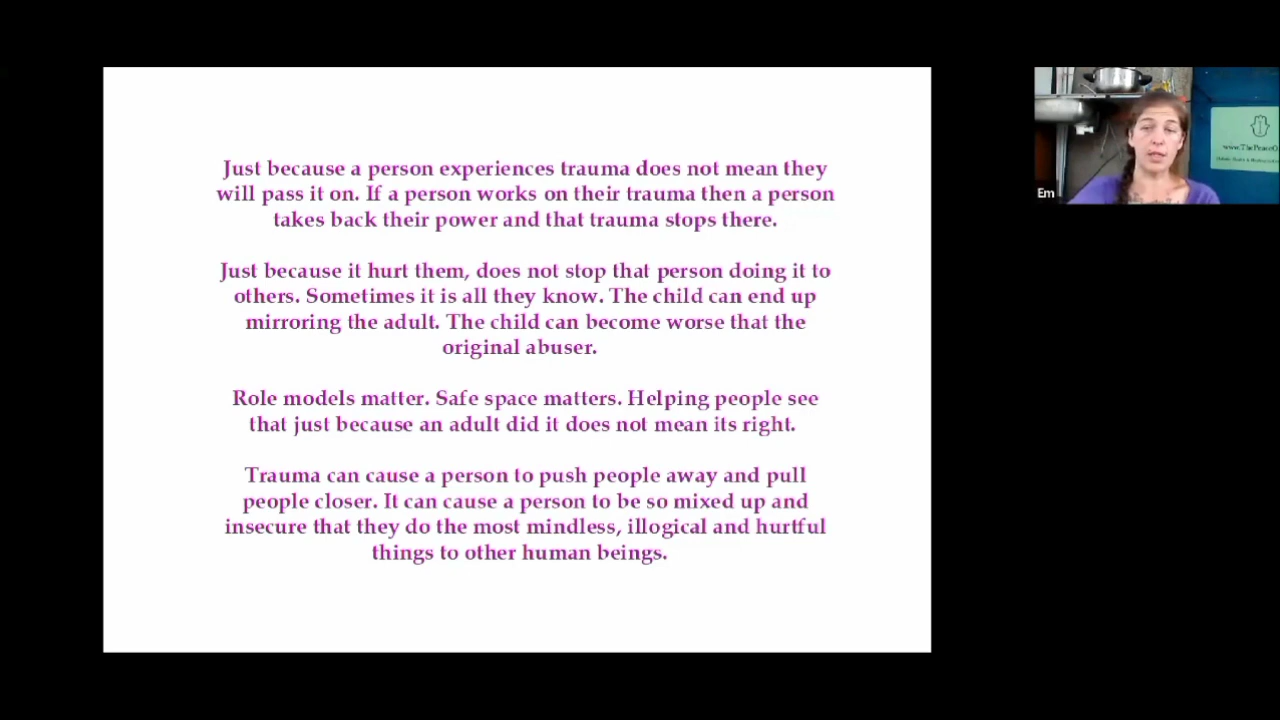 Just because a person experiences trauma does not mean they
will pass it on. If a person works on their trauma then a person
takes back their power and that trauma stops there.
Just because it hurt them, does not stop that person doing it to
others. Sometimes it is all they know. The child can end up
mirroring the adult. The child can become worse that the
original abuser.
Role models matter. Safe space matters. Helping people see
that just because an adult did it does not mean its right.
Trauma can cause a person to push people away and pull
people closer. It can cause a person to be so mixed up and
insecure that they do the most mindless, illogical and hurtful
things to other human beings.
Em